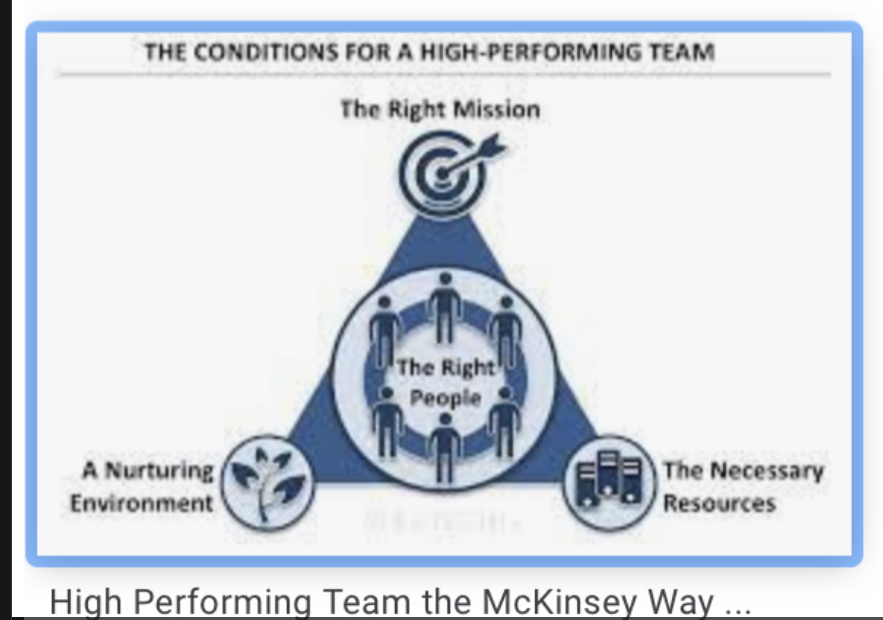 THE CONDITIONS FOR A HIGH-PERFORMING TEAM
The Right Mission
The Right
People
A Nurturing
Environment
The Necessary
Resources
High Performing Team the McKinsey Way ...